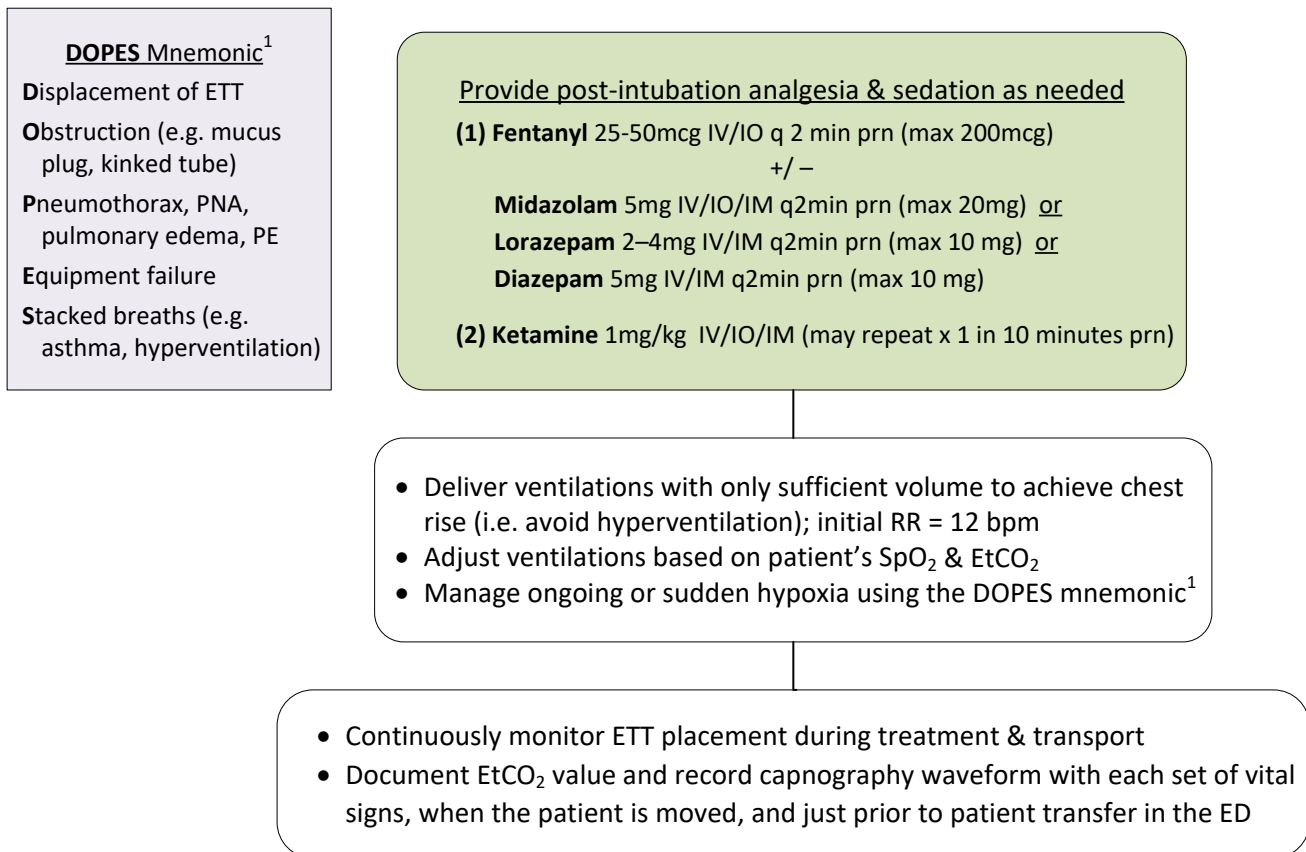 DOPES Mnemonic1
Displacement of ETT
Obstruction (e.g. mucus
plug, kinked tube)
Pneumothorax, PNA,
pulmonary edema, PE
Equipment failure
Stacked breaths (e.g.
asthma, hyperventilation)
Provide post-intubation analgesia & sedation as needed
(1) Fentanyl 25-50mcg IV/IO q 2 min prn (max 200mcg)
+/ –
Midazolam 5mg IV/IO/IM q2min prn (max 20mg) or
Lorazepam 2–4mg IV/IM q2min prn (max 10 mg) or
Diazepam 5mg IV/IM q2min prn (max 10 mg)
(2) Ketamine 1mg/kg IV/IO/IM (may repeat x 1 in 10 minutes prn)
• Deliver ventilations with only sufficient volume to achieve chest
rise (i.e. avoid hyperventilation); initial RR = 12 bpm
• Adjust ventilations based on patient’s SpO2 & EtCO2
• Manage ongoing or sudden hypoxia using the DOPES mnemonic1
• Continuously monitor ETT placement during treatment & transport
• Document EtCO2 value and record capnography waveform with each set of vital
signs, when the patient is moved, and just prior to patient transfer in the ED